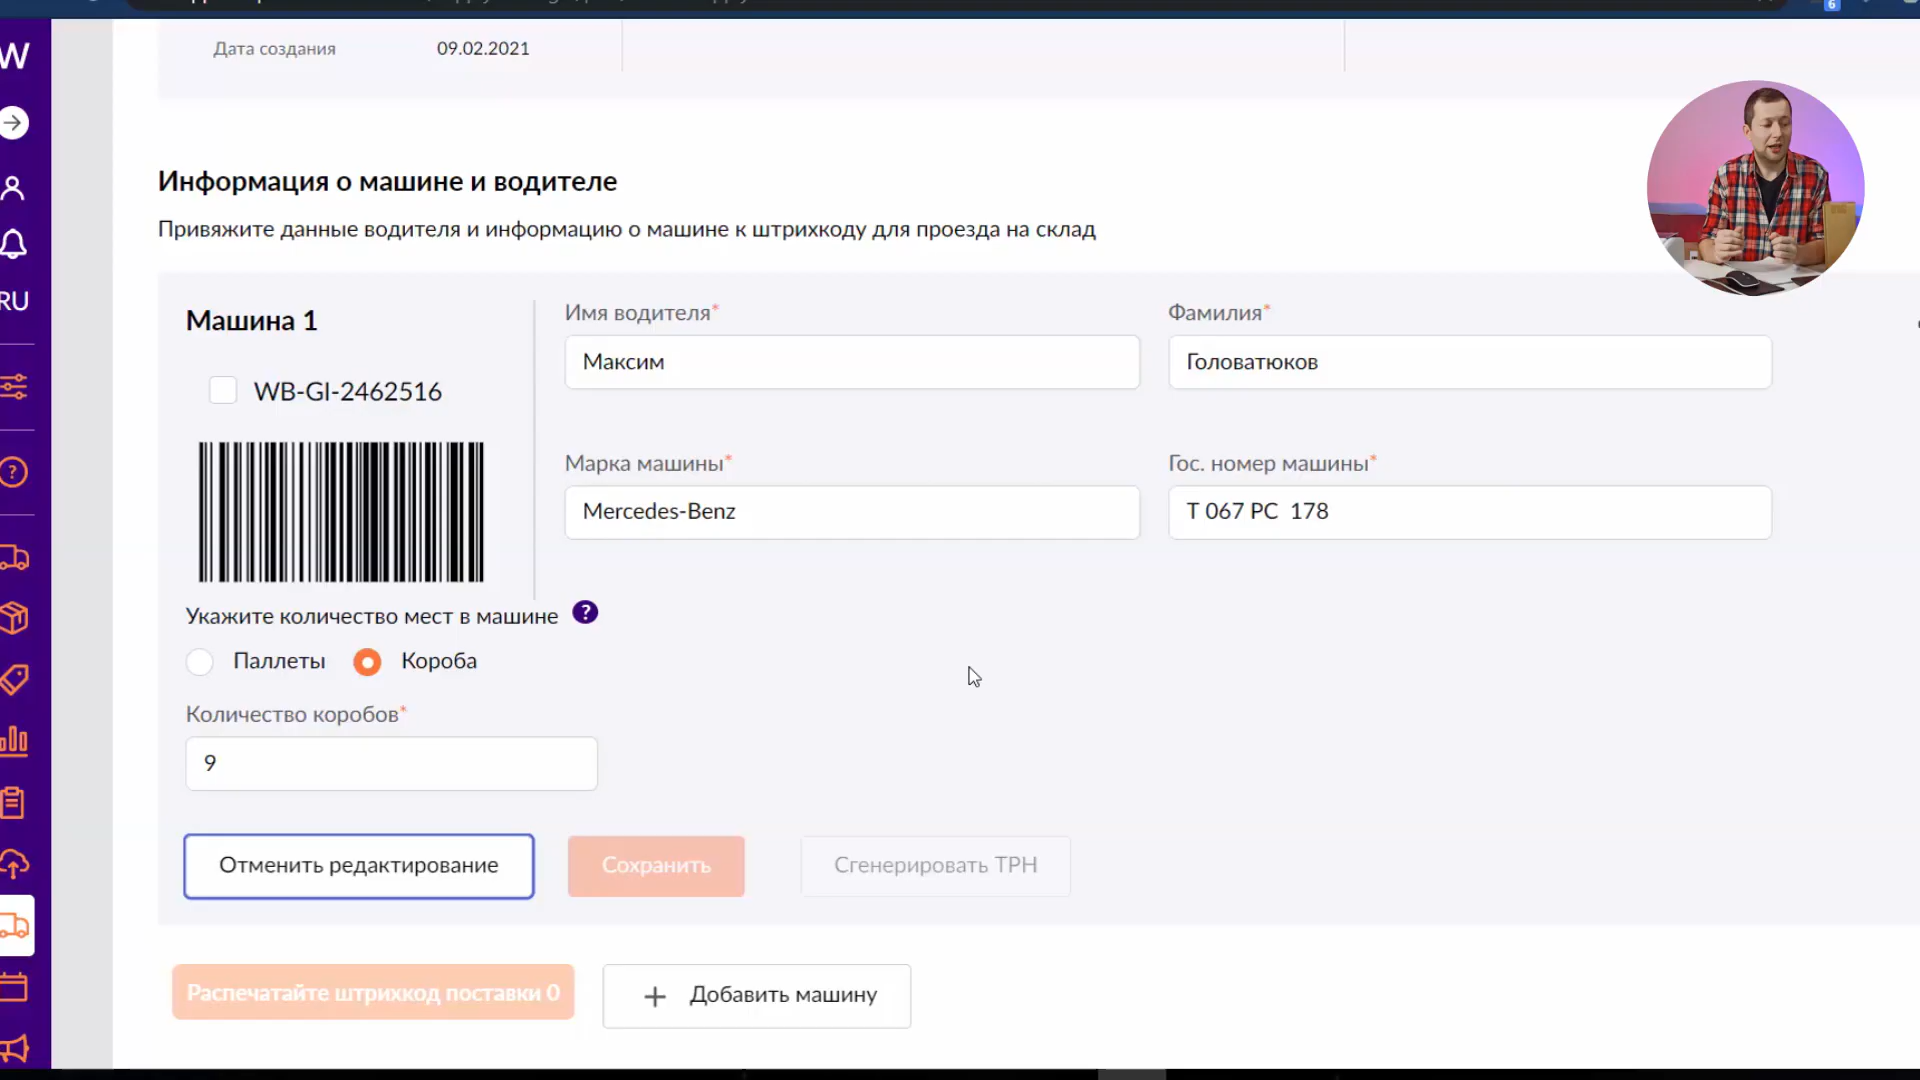 6
W
Дата создания 09.02.2021
Информация о машине и водителе
Привяжите данные водителя и информацию о машине к штрихкоду для проезда на склад
RU
Машина 1
Имя водителя*
Фамилия*
Максим
Головатюков
WB-GI-2462516
Марка машины*
Гос. номер машины*
Mercedes-Benz
Т 067 РС 178
?
Укажите количество мест в машине ?
Паллеты Короба
Количество коробов*
9
Отменить редактирование
Сохранить
Сгенерировать ТРН
Распечатайте штрихкод поставки 0
+ Добавить машину